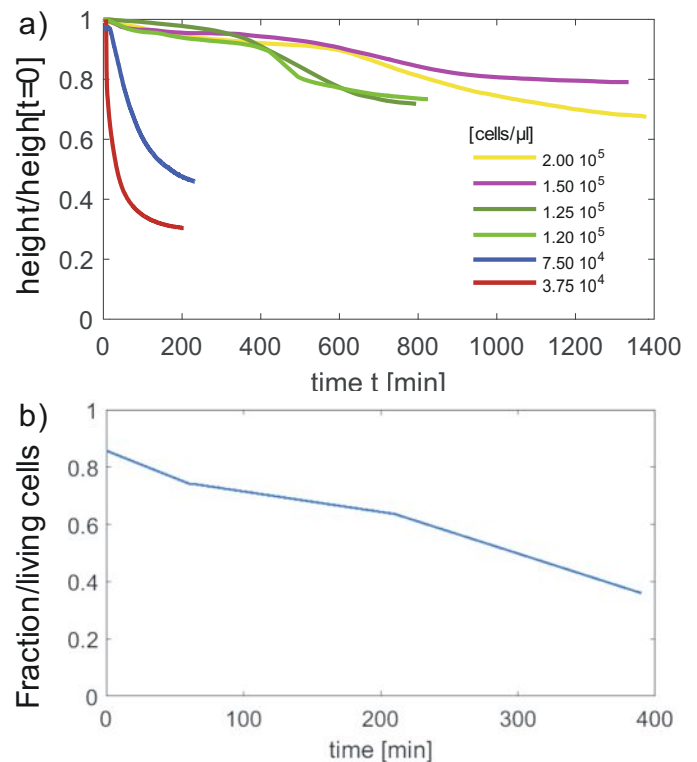 a)
height/heigh[t=0]
1
0.8
0.6
0.4
0.2
0
[cells/µl]
2.00 10⁵
1.50 10⁵
1.25 10⁵
1.20 10⁵
7.50 10⁴
3.75 10⁴
0 200 400 600 800 1000 1200 1400
time t [min]
b)
Fraction/living cells
1
0.8
0.6
0.4
0.2
0
0 100 200 300 400
time [min]